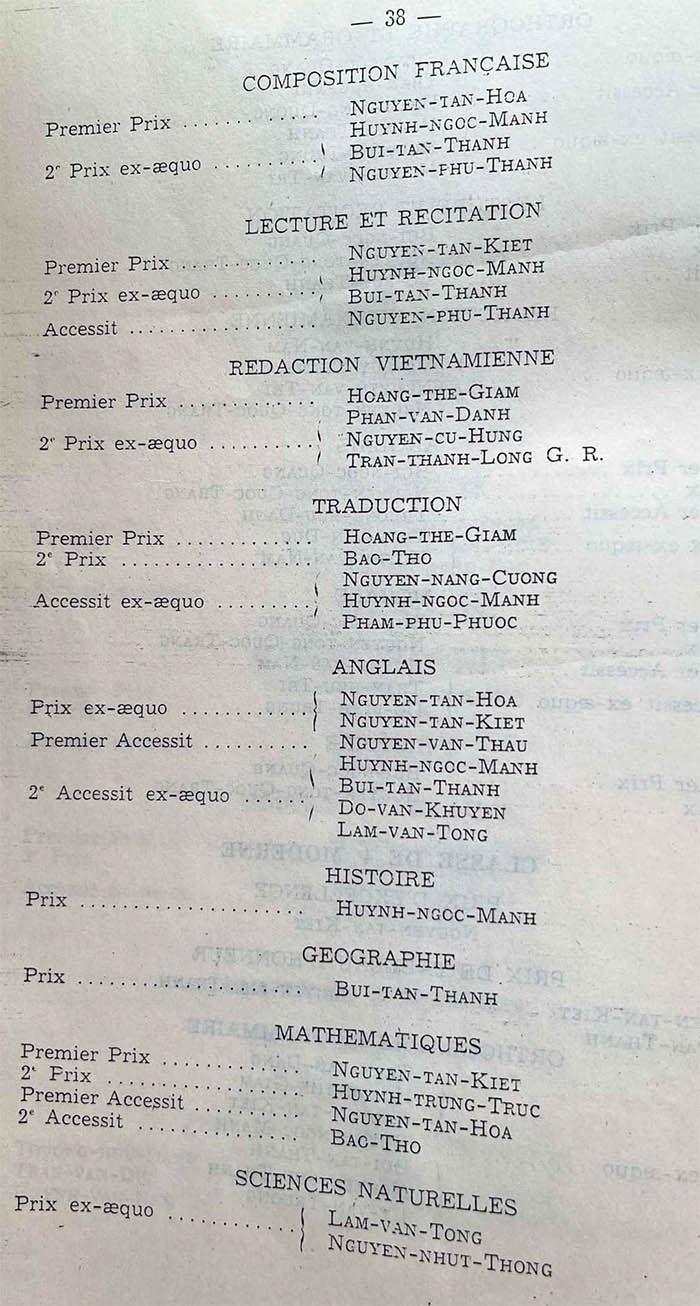 — 38 —
COMPOSITION FRANÇAISE
Premier Prix .......... NGUYEN-TAN-HOA
HUYNH-NGOC-MANH
2e Prix ex-æquo .......... BUI-TAN-THANH
NGUYEN-PHU-THANH
LECTURE ET RECITATION
Premier Prix .......... NGUYEN-TAN-KIET
HUYNH-NGOC-MANH
2e Prix ex-æquo .......... BUI-TAN-THANH
Accessit .......... NGUYEN-PHU-THANH
REDACTION VIETNAMIENNE
Premier Prix .......... HOANG-THE-GIAM
PHAN-VAN-DANH
2e Prix ex-æquo .......... NGUYEN-CU-HUNG
TRAN-THANH-LONG G. R.
TRADUCTION
Premier Prix .......... HOANG-THE-GIAM
2e Prix .......... BAO-THO
NGUYEN-NANG-CUONG
Accessit ex-æquo .......... HUYNH-NGOC-MANH
PHAM-PHU-PHUOC
ANGLAIS
Prix ex-æquo .......... NGUYEN-TAN-HOA
NGUYEN-TAN-KIET
Premier Accessit .......... NGUYEN-VAN-THAU
HUYNH-NGOC-MANH
2e Accessit ex-æquo ...... BUI-TAN-THANH
DO-VAN-KHUYEN
LAM-VAN-TONG
HISTOIRE
Prix .......... HUYNH-NGOC-MANH
GEOGRAPHIE
Prix .......... BUI-TAN-THANH
MATHEMATIQUES
Premier Prix .......... NGUYEN-TAN-KIET
2e Prix .......... HUYNH-TRUNG-TRUC
Premier Accessit .......... NGUYEN-TAN-HOA
2e Accessit .......... BAO-THO
SCIENCES NATURELLES
Prix ex-æquo .......... LAM-VAN-TONG
NGUYEN-NHUT-THONG